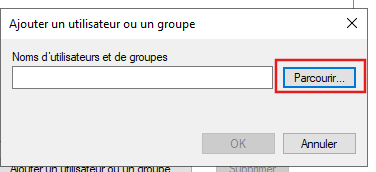 Ajouter un utilisateur ou un groupe
Noms d'utilisateurs et de groupes
Parcourir...
OK
Annuler
Ajouter un utilisateur ou un groupe
Supprimer